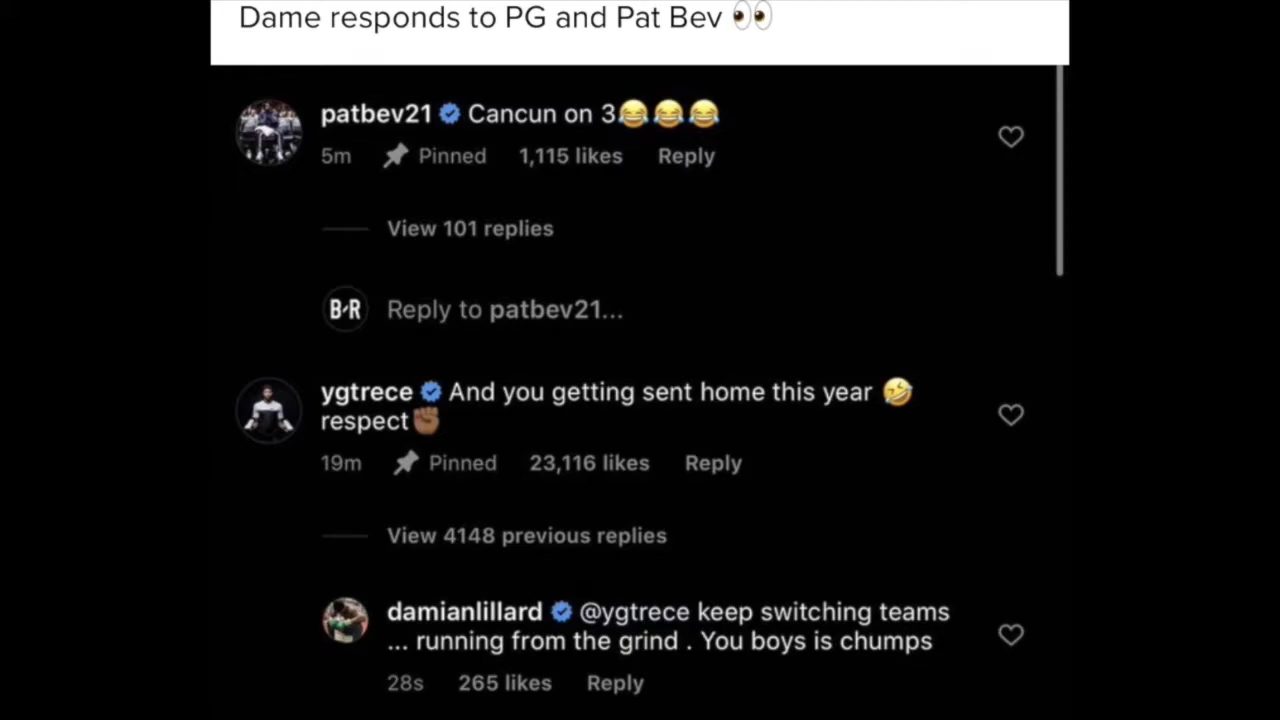 Dame responds to PG and Pat Bev 👀
patbev21 Cancun on 3😂😂😂
5m Pinned 1,115 likes Reply
View 101 replies
B/R Reply to patbev21...
ygtrece And you getting sent home this year 🤣
respect✊🏾
19m Pinned 23,116 likes Reply
View 4148 previous replies
damianlillard @ygtrece keep switching teams
... running from the grind . You boys is chumps
28s 265 likes Reply